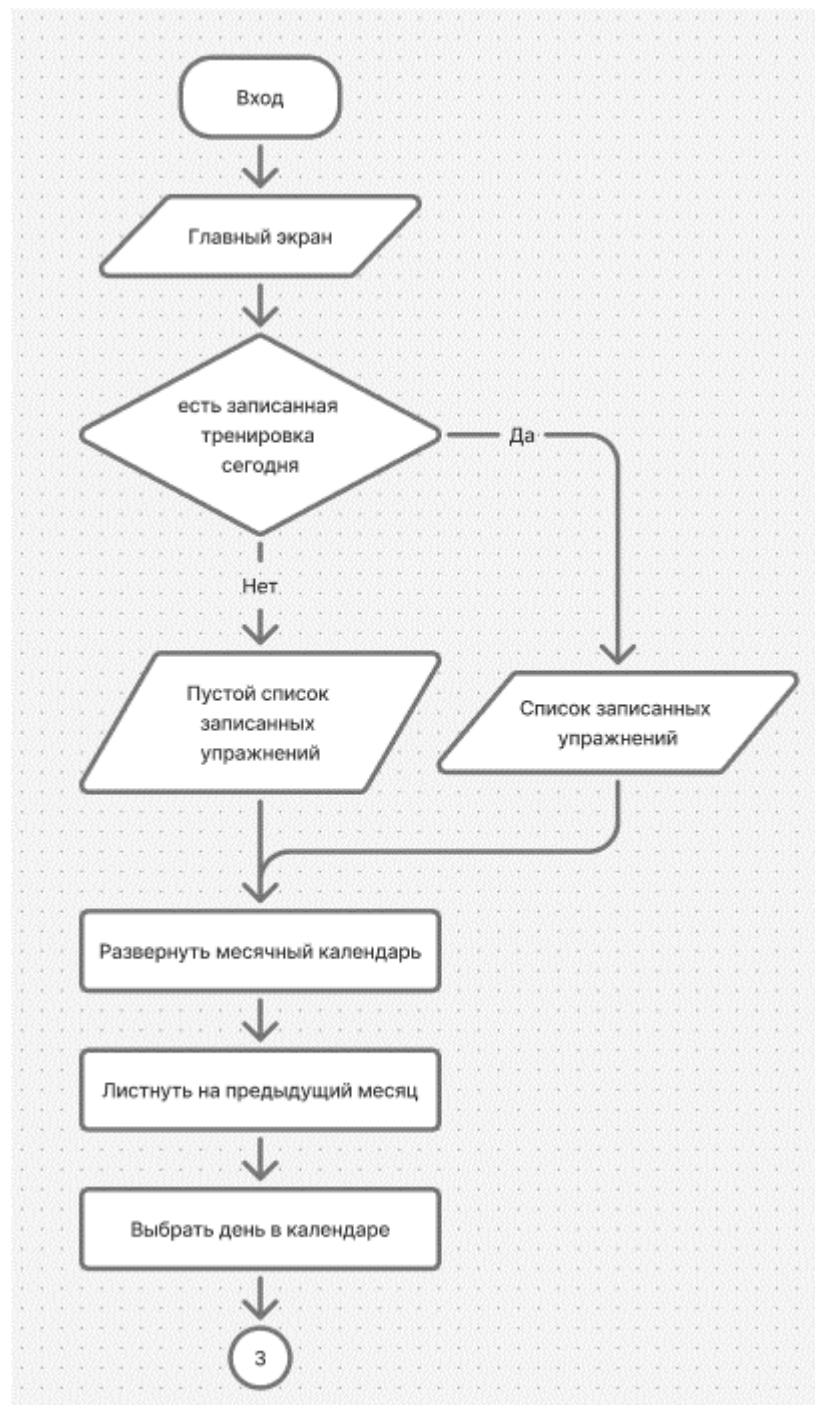 Вход
Главный экран
есть записанная
тренировка
сегодня
Да
Нет
Пустой список
записанных
упражнений
Список записанных
упражнений
Развернуть месячный календарь
Листнуть на предыдущий месяц
Выбрать день в календаре
3